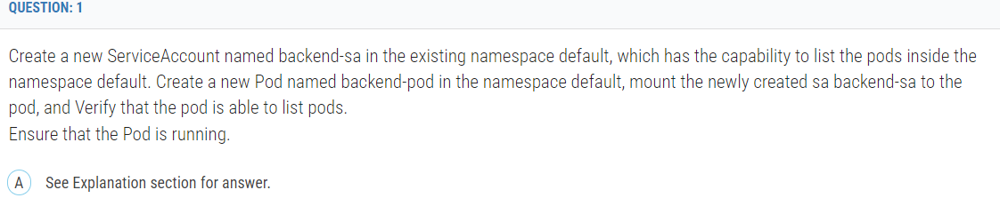 QUESTION: 1
Create a new ServiceAccount named backend-sa in the existing namespace default, which has the capability to list the pods inside the
namespace default. Create a new Pod named backend-pod in the namespace default, mount the newly created sa backend-sa to the
pod, and Verify that the pod is able to list pods.
Ensure that the Pod is running.
A See Explanation section for answer.